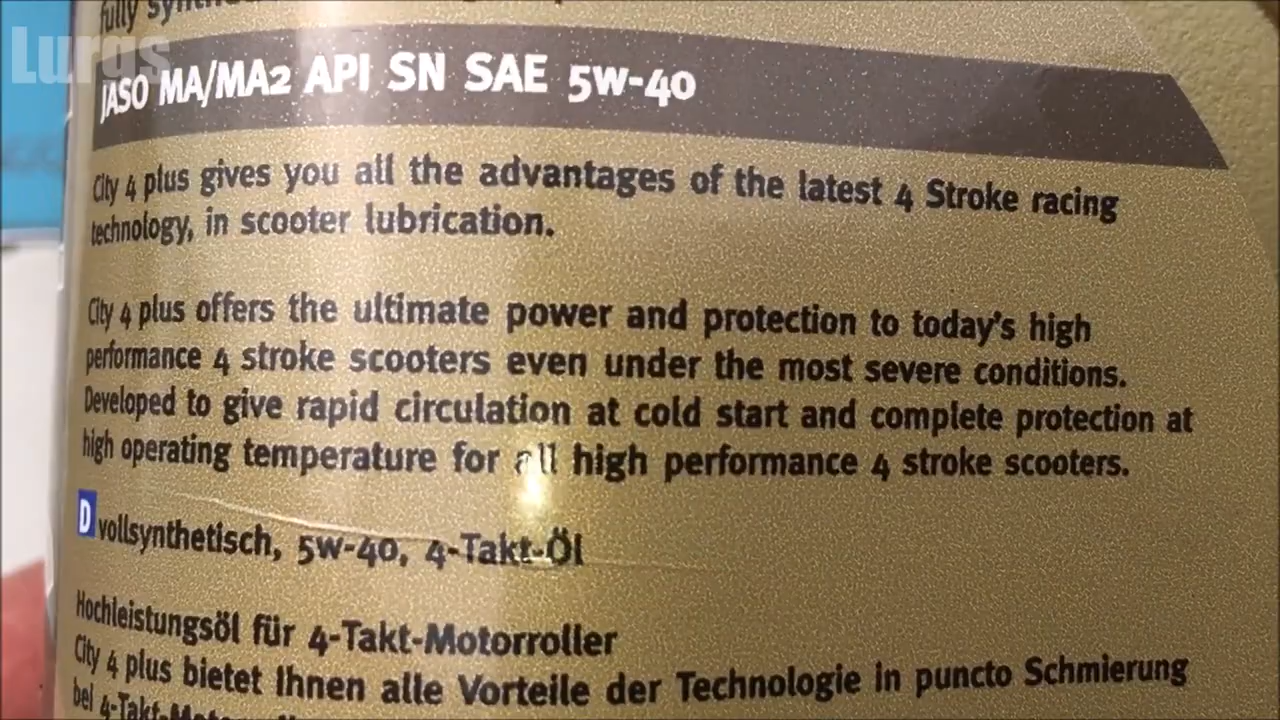 fully
Lurgs
JASO MA/MA2 API SN SAE 5W-40
City 4 plus gives you all the advantages of the latest 4 Stroke racing
technology, in scooter lubrication.
City 4 plus offers the ultimate power and protection to today's high
performance 4 stroke scooters even under the most severe conditions.
Developed to give rapid circulation at cold start and complete protection at
high operating temperature for all high performance 4 stroke scooters.
D vollsynthetisch, 5W-40, 4-Takt-Öl
Hochleistungsöl für 4-Takt-Motorroller
City 4 plus bietet Ihnen alle Vorteile der Technologie in puncto Schmierung
bei